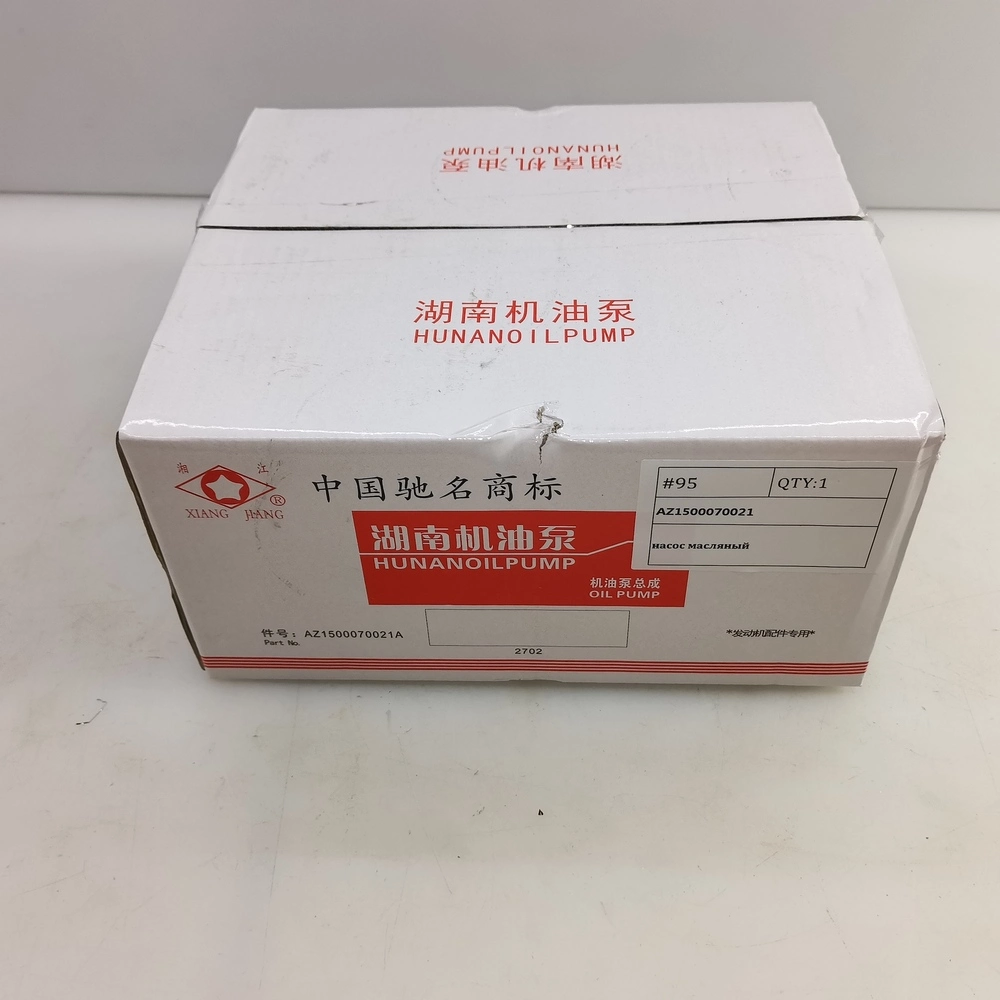 湖南机油泵
HUNANOILPUMP
湖南机油泵
HUNANOILPUMP
湘 江
XIANG JIANG ®
中国驰名商标
湖南机油泵
HUNANOILPUMP
机油泵总成
OIL PUMP
#95 QTY:1
AZ1500070021
насос масляный
件号: AZ1500070021A
Part No.
2702
*发动机配件专用*